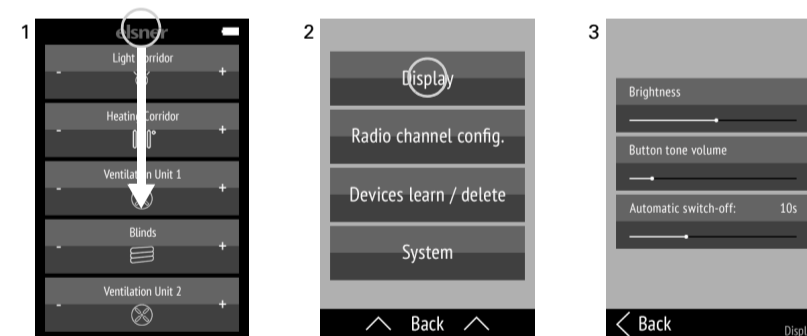 1
elsner
- Light Corridor +
- Heating Corridor +
- Ventilation Unit 1 +
- Blinds +
- Ventilation Unit 2 +
2
Display
Radio channel config.
Devices learn / delete
System
Back
3
Brightness
Button tone volume
Automatic switch-off: 10s
Back